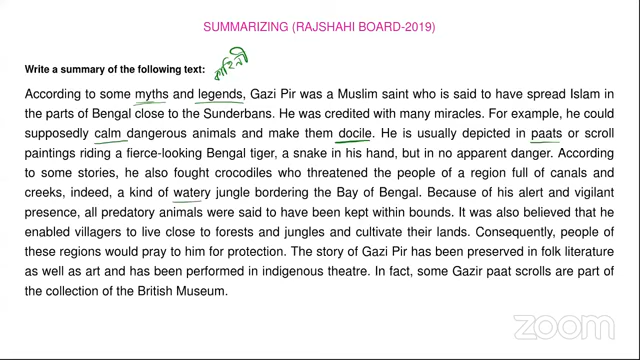 SUMMARIZING (RAJSHAHI BOARD-2019)
কাহিনী
Write a summary of the following text:
According to some myths and legends, Gazi Pir was a Muslim saint who is said to have spread Islam in
the parts of Bengal close to the Sunderbans. He was credited with many miracles. For example, he could
supposedly calm dangerous animals and make them docile. He is usually depicted in paats or scroll
paintings riding a fierce-looking Bengal tiger, a snake in his hand, but in no apparent danger. According
to some stories, he also fought crocodiles who threatened the people of a region full of canals and
creeks, indeed, a kind of watery jungle bordering the Bay of Bengal. Because of his alert and vigilant
presence, all predatory animals were said to have been kept within bounds. It was also believed that he
enabled villagers to live close to forests and jungles and cultivate their lands. Consequently, people of
these regions would pray to him for protection. The story of Gazi Pir has been preserved in folk literature
as well as art and has been performed in indigenous theatre. In fact, some Gazir paat scrolls are part of
the collection of the British Museum.
zoom